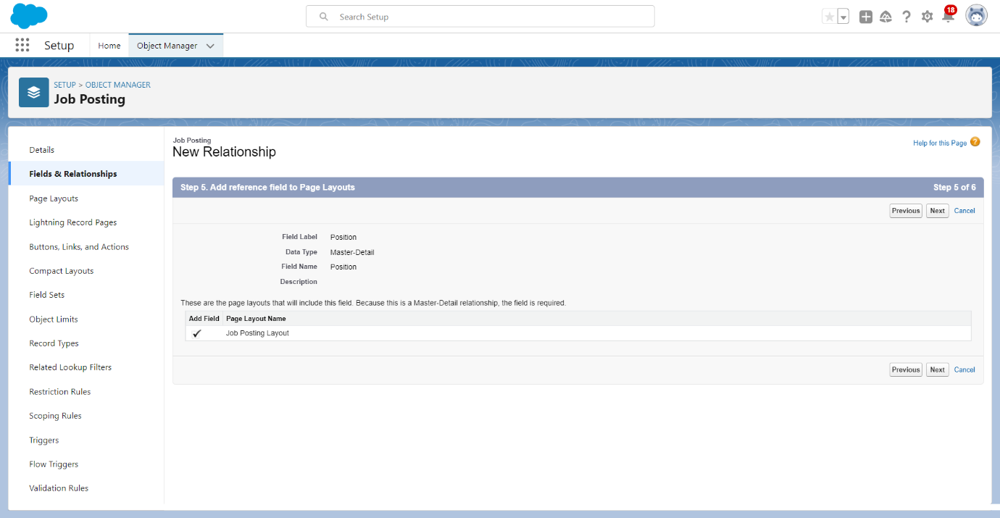 Search Setup
18
Setup
Home
Object Manager
SETUP > OBJECT MANAGER
Job Posting
Details
Fields & Relationships
Page Layouts
Lightning Record Pages
Buttons, Links, and Actions
Compact Layouts
Field Sets
Object Limits
Record Types
Related Lookup Filters
Restriction Rules
Scoping Rules
Triggers
Flow Triggers
Validation Rules
Job Posting
New Relationship
Help for this Page ?
Step 5. Add reference field to Page Layouts Step 5 of 6
Previous Next Cancel
Field Label Position
Data Type Master-Detail
Field Name Position
Description
These are the page layouts that will include this field. Because this is a Master-Detail relationship, the field is required.
Add Field Page Layout Name
Job Posting Layout
Previous Next Cancel